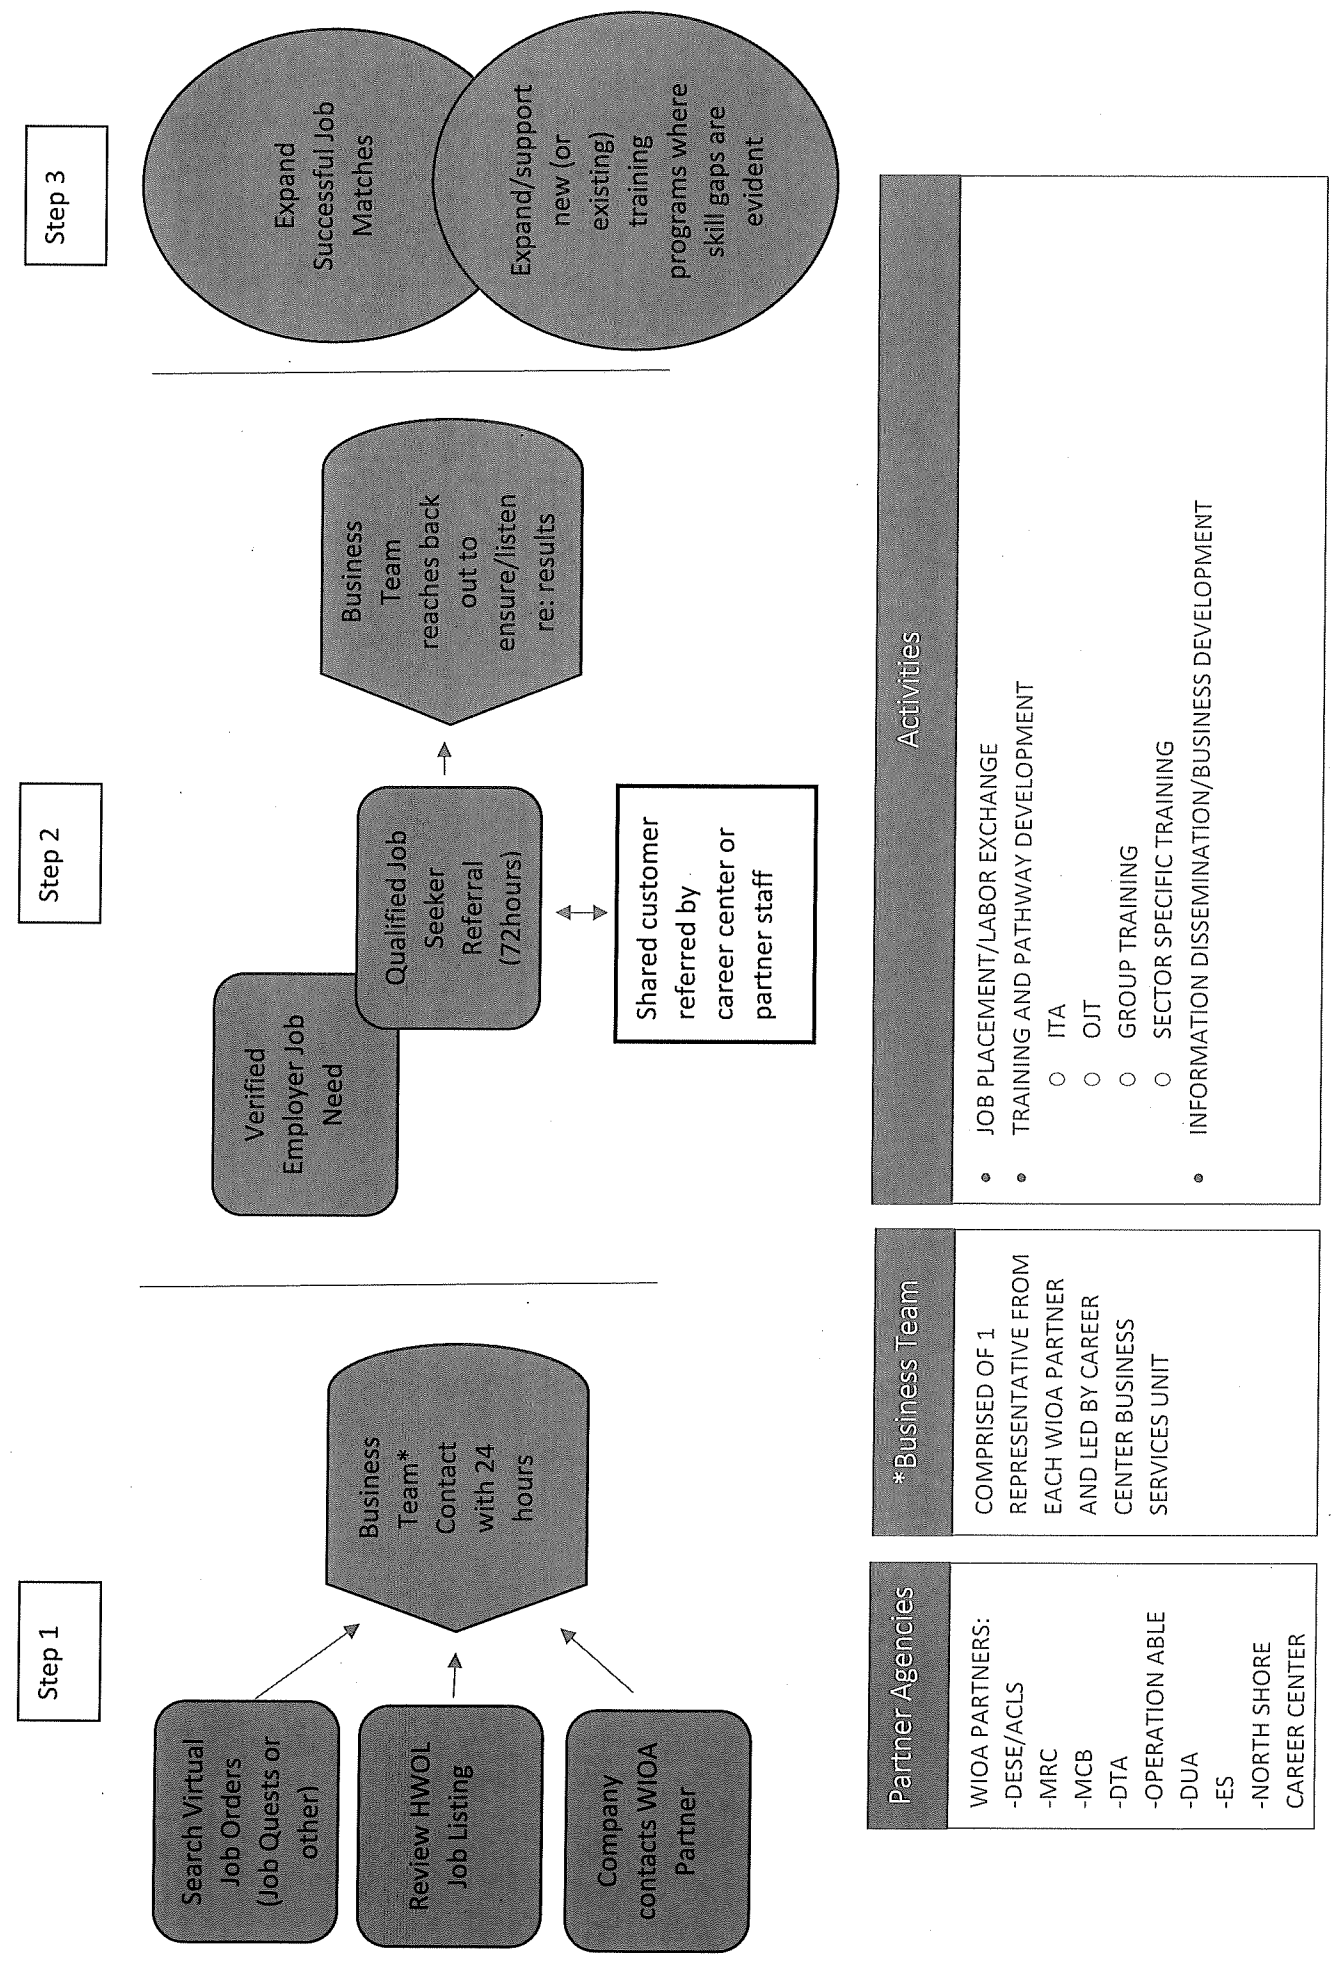 Step 1
Search Virtual
Job Orders
(Job Quests or
other)
Review HWOL
Job Listing
Company
contacts WIOA
Partner
Business
Team*
Contact
with 24
hours
Step 2
Verified
Employer Job
Need
Qualified Job
Seeker
Referral
(72hours)
Shared customer
referred by
career center or
partner staff
Business
Team
reaches back
out to
ensure/listen
re: results
Step 3
Expand
Successful Job
Matches
Expand/support
new (or
existing)
training
programs where
skill gaps are
evident
Partner Agencies
WIOA PARTNERS:
-DESE/ACLS
-MRC
-MCB
-DTA
-OPERATION ABLE
-DUA
-ES
-NORTH SHORE
CAREER CENTER
*Business Team
COMPRISED OF 1
REPRESENTATIVE FROM
EACH WIOA PARTNER
AND LED BY CAREER
CENTER BUSINESS
SERVICES UNIT
Activities
• JOB PLACEMENT/LABOR EXCHANGE
• TRAINING AND PATHWAY DEVELOPMENT
○ ITA
○ OJT
○ GROUP TRAINING
○ SECTOR SPECIFIC TRAINING
• INFORMATION DISSEMINATION/BUSINESS DEVELOPMENT